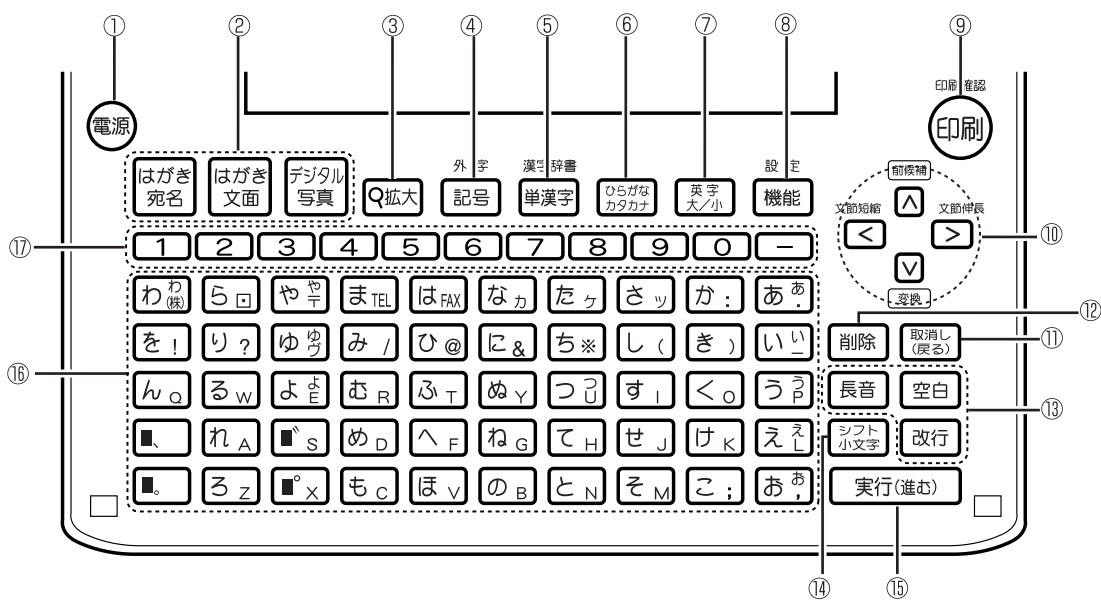 ① ② ③ ④ ⑤ ⑥ ⑦ ⑧ ⑨
印刷確認
電源 印刷
外字 漢字辞書 設定
はがき宛名 はがき文面 デジタル写真 拡大 記号 単漢字 ひらがなカタカナ 英字大/小 機能
前候補
文節短縮 文節伸長
< ∧ > ∨
変換
⑩
⑰ 1 2 3 4 5 6 7 8 9 0 −
わ わ (株) ら ⊡ や ゃ 〒 ま TEL は FAX な カ た ケ さ ッ か : あ ぁ ・
⑫
を ! り ? ゆ ゅ ヴ み / ひ @ に & ち ※ し ( き ) い ぃ _ 削除 取消し(戻る) ⑪
⑯
ん Q る W よ ょ E む R ふ T ぬ Y つ っ U す I く O う ぅ P 長音 空白 ⑬
■、 れ A ■゛ S め D へ F ね G て H せ J け K え ぇ L シフト小文字 改行
■。 ろ Z ■゜ X も C ほ V の B と N そ M こ ; お ぉ , 実行(進む)
⑭ ⑮